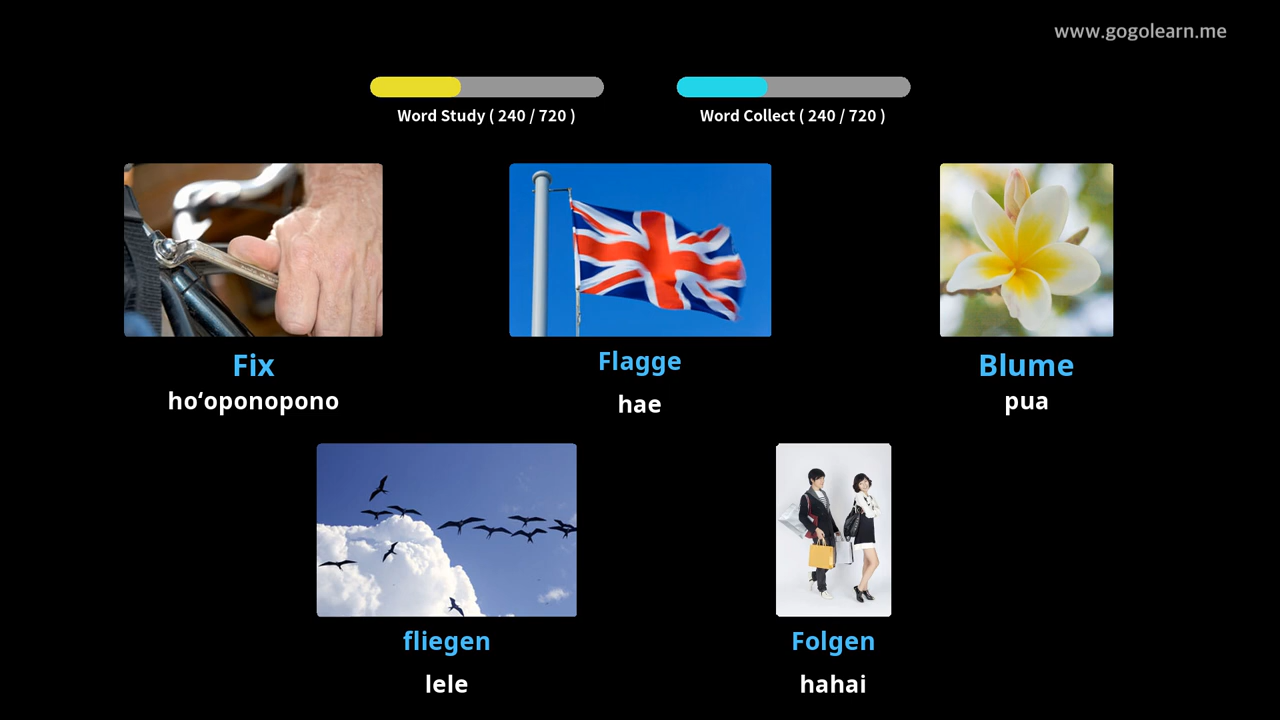 www.gogolearn.me
Word Study ( 240 / 720 )
Word Collect ( 240 / 720 )
Fix
hoʻoponopono
Flagge
hae
Blume
pua
fliegen
lele
Folgen
hahai